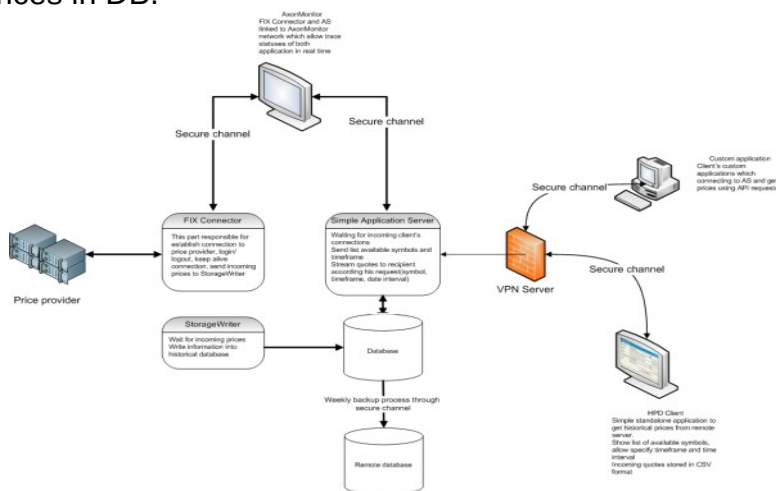 nces in DB.
AxonMonitor
FIX Connector and AS
linked to AxonMonitor
network which allow trace
statuses of both
application in real time
Secure channel
Secure channel
Custom application
Client's custom
applications which
connecting to AS and get
prices using API request
Secure channel
FIX Connector
This part responsible for
establish connection to
price provider, login/
logout, keep alive
connection, send incoming
prices to StorageWriter
Simple Application Server
Waiting for incoming client's
connections
Send list available symbols and
timeframe
Stream quotes to recipient
according his request(symbol,
timeframe, date interval)
Price provider
VPN Server
Secure channel
StorageWriter
Wait for incoming prices
Write information into
historical database
Database
Weekly backup process through
secure channel
Remote database
HPD Client
Simple standalone application to
get historical prices from remote
server.
Show list of available symbols,
allow specify timeframe and time
interval
Incoming quotes stored in CSV
format